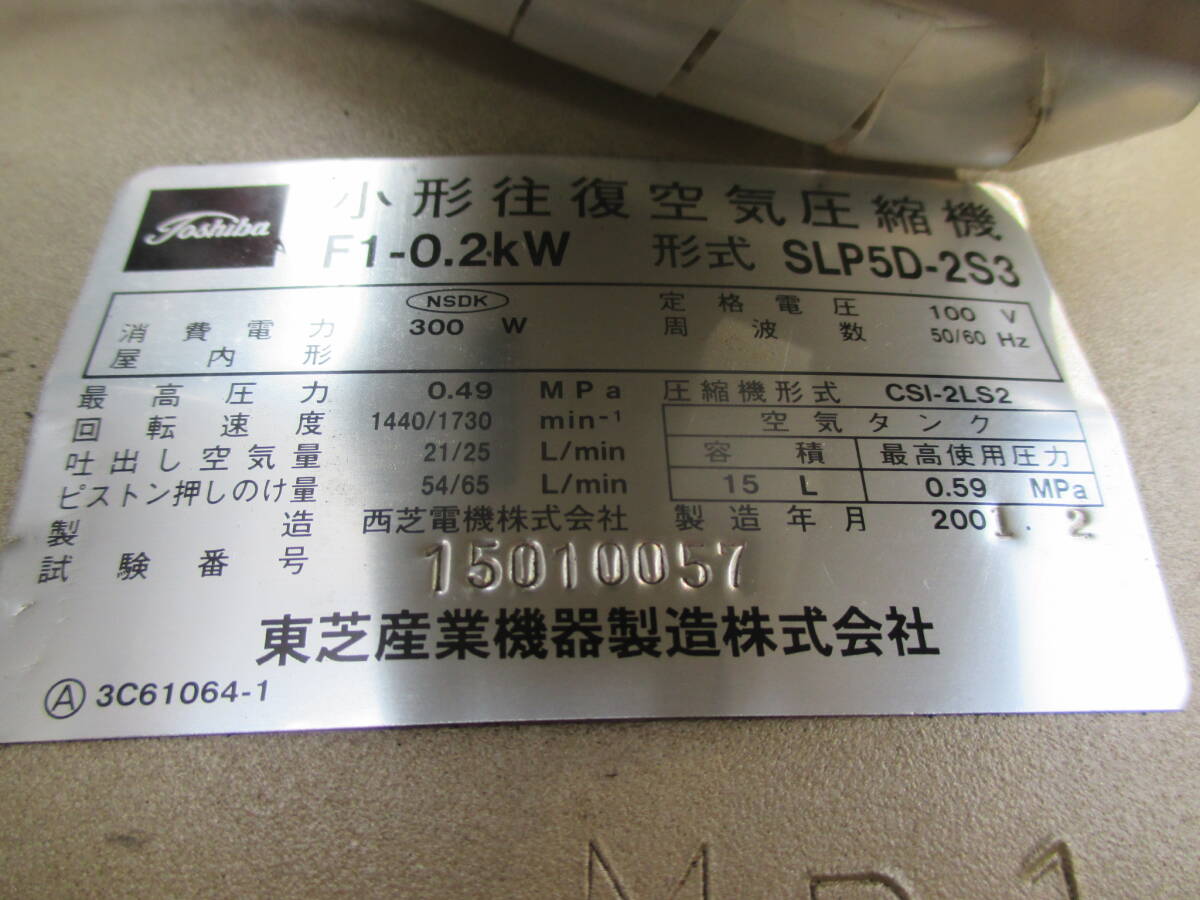 Toshiba
小形往復空気圧縮機
F1-0.2kW 形式 SLP5D-2S3
NSDK
消費電力 300 W 定格電圧 100 V
屋内形 周波数 50/60 Hz
最高圧力 0.49 MPa 圧縮機形式 CSI-2LS2
回転速度 1440/1730 min-1 空気タンク
吐出し空気量 21/25 L/min 容積 最高使用圧力
ピストン押しのけ量 54/65 L/min 15 L 0.59 MPa
製造 西芝電機株式会社 製造年月 2001.2
試験番号 15010057
東芝産業機器製造株式会社
Ⓐ 3C61064-1